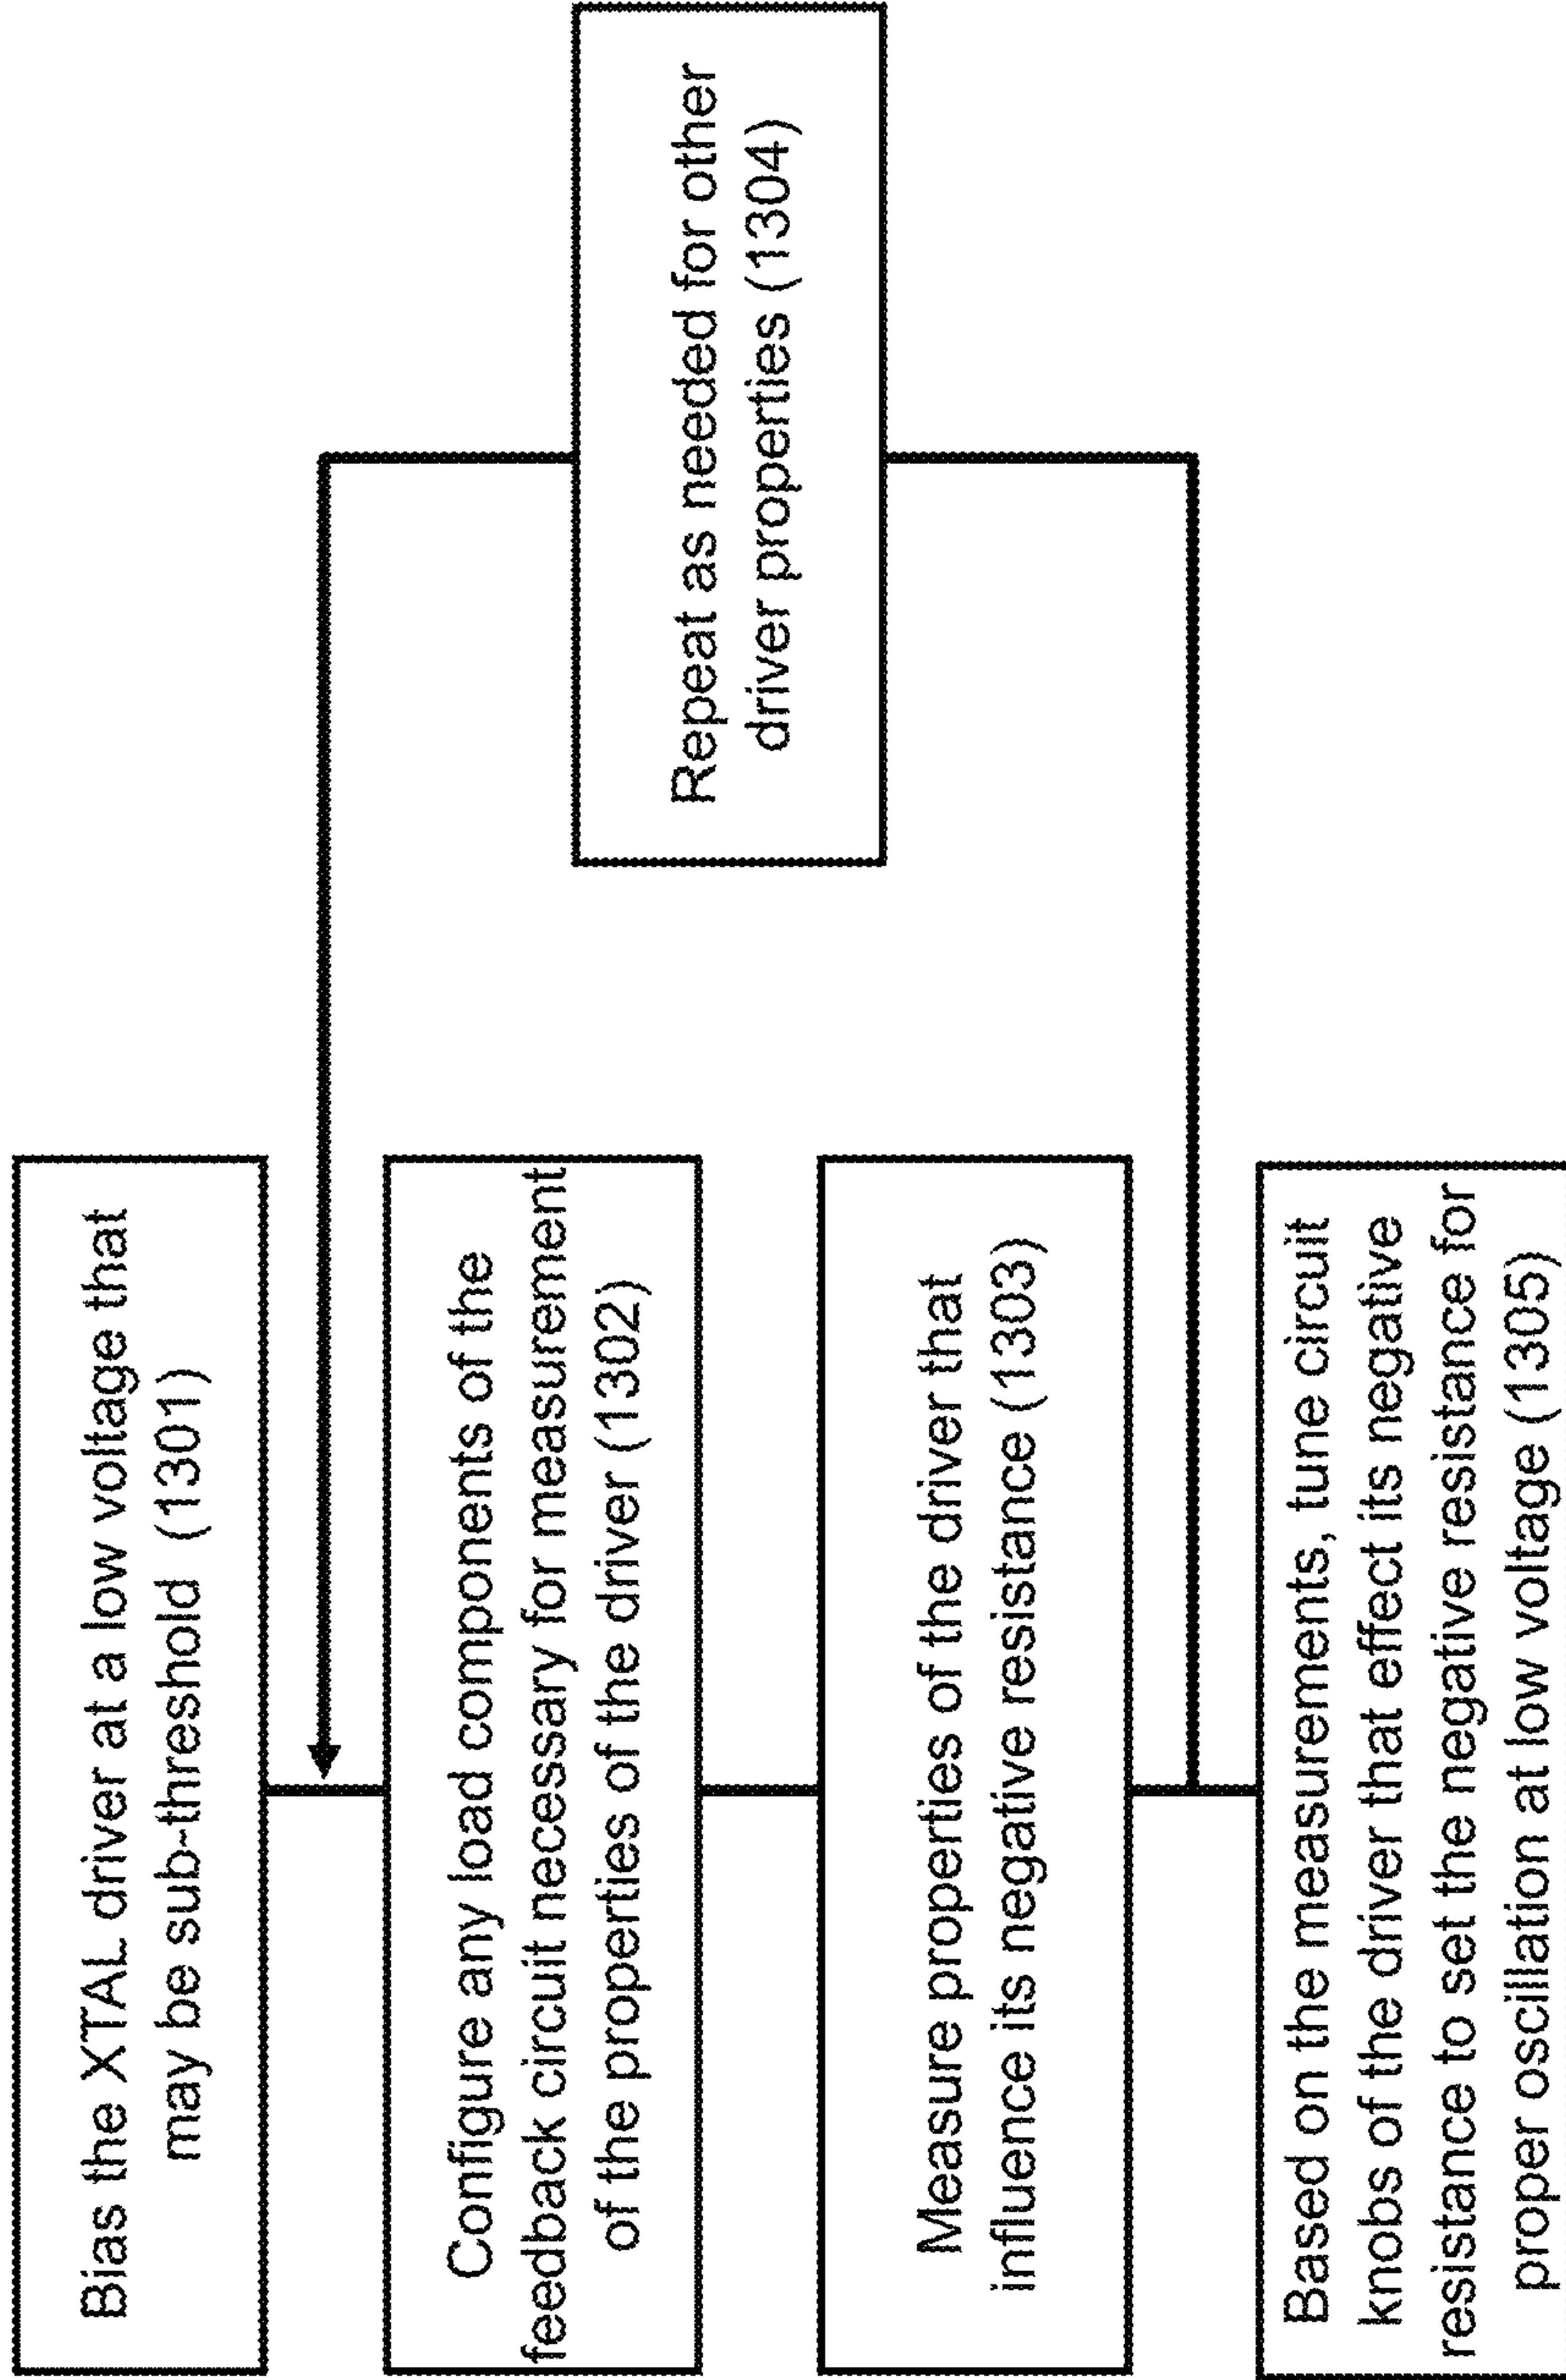 Bias the XTAL driver at a low voltage that
may be sub-threshold (1301)
Configure any load components of the
feedback circuit necessary for measurement
of the properties of the driver (1302)
Measure properties of the driver that
influence its negative resistance (1303)
Repeat as needed for other
driver properties (1304)
Based on the measurements, tune circuit
knobs of the driver that effect its negative
resistance to set the negative resistance for
proper oscillation at low voltage (1305)